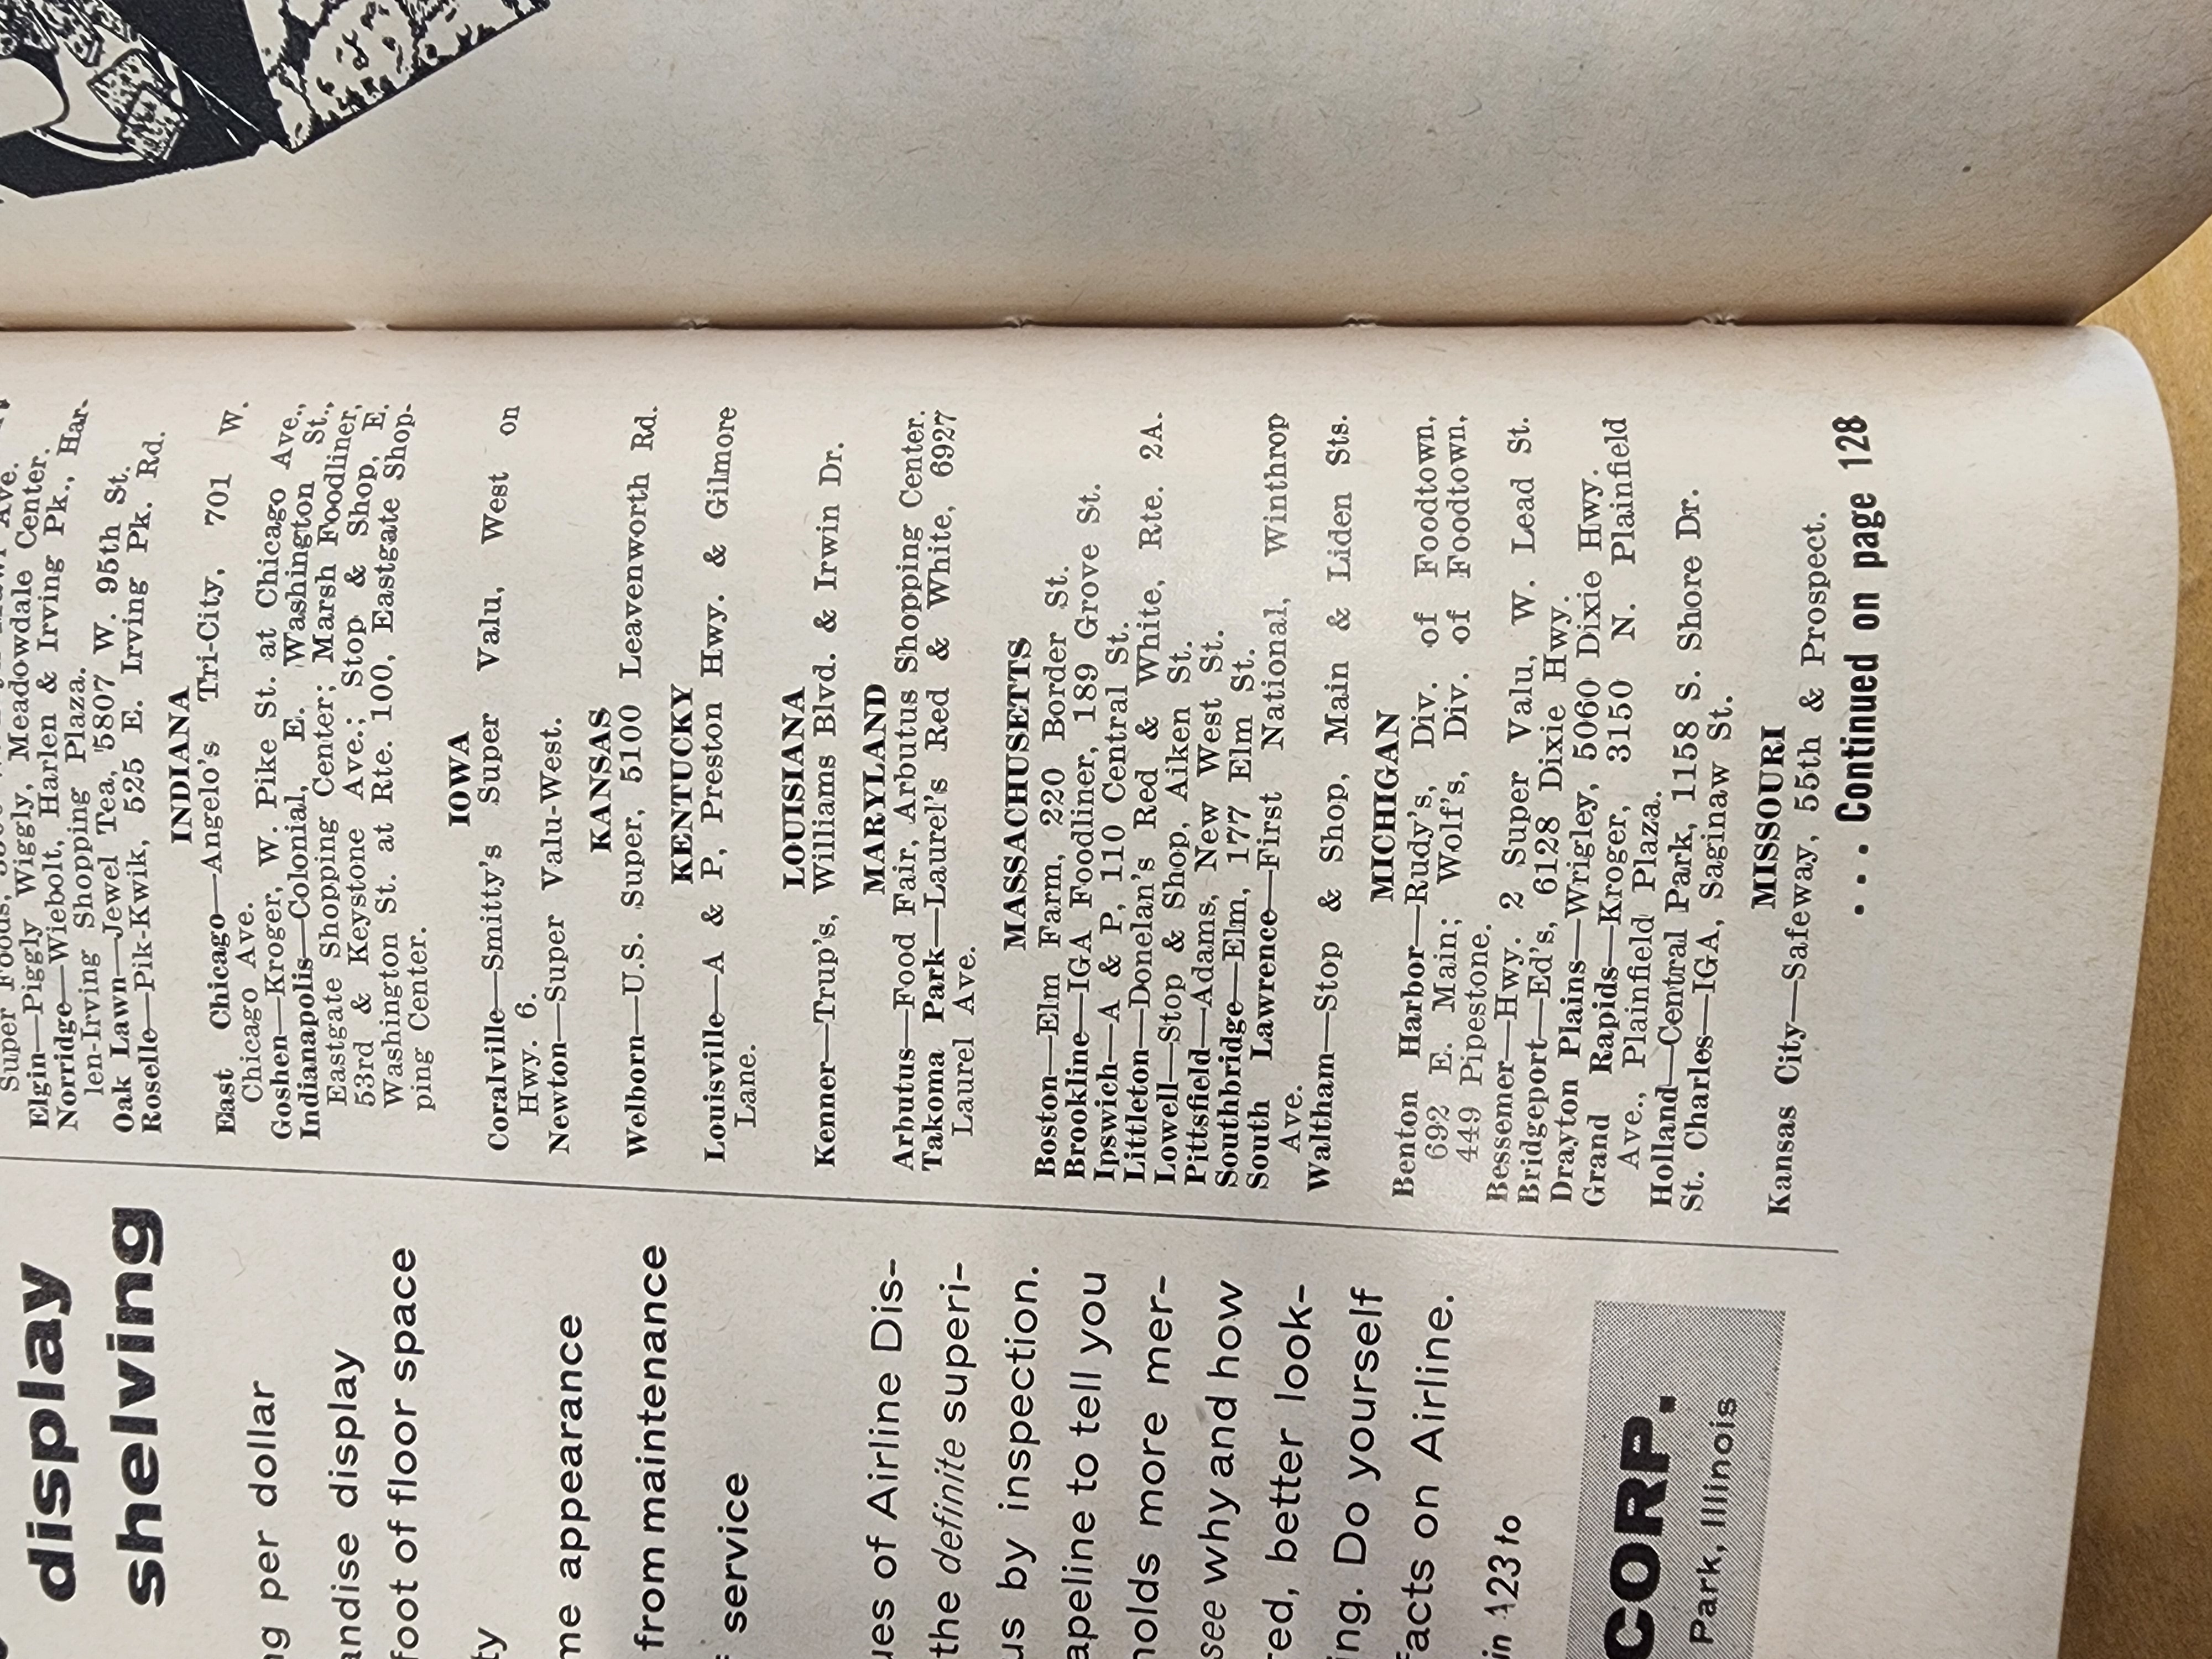 display
shelving
per dollar
display
foot of floor space
appearance
from maintenance
service
of Airline Dis-
the definite superi-
us by inspection.
to tell you
holds more mer-
see why and how
better look-
Do yourself
facts on Airline.
in 123 to
CORP.
Park, Illinois
Super Foods,
Elgin—Piggly Wiggly, Meadowdale Center.
Norridge—Wiebolt, Harlen & Irving Pk., Har-
len-Irving Shopping Plaza.
Oak Lawn—Jewel Tea, 5807 W. 95th St.
Roselle—Pik-Kwik, 525 E. Irving Pk. Rd.
INDIANA
East Chicago—Angelo's Tri-City, 701 W.
Chicago Ave.
Goshen—Kroger, W. Pike St. at Chicago Ave.,
Indianapolis—Colonial, E. Washington St.,
Eastgate Shopping Center; Marsh Foodliner,
53rd & Keystone Ave.; Stop & Shop, E.
Washington St. at Rte. 100, Eastgate Shop-
ping Center.
IOWA
Coralville—Smitty's Super Valu, West on
Hwy. 6.
Newton—Super Valu-West.
KANSAS
Welborn—U.S. Super, 5100 Leavenworth Rd.
KENTUCKY
Louisville—A & P, Preston Hwy. & Gilmore
Lane.
LOUISIANA
Kenner—Trup's, Williams Blvd. & Irwin Dr.
MARYLAND
Arbutus—Food Fair, Arbutus Shopping Center.
Takoma Park—Laurel's Red & White, 6927
Laurel Ave.
MASSACHUSETTS
Boston—Elm Farm, 220 Border St.
Brookline—IGA Foodliner, 189 Grove St.
Ipswich—A & P, 110 Central St.
Littleton—Donelan's Red & White, Rte. 2A.
Lowell—Stop & Shop, Aiken St.
Pittsfield—Adams, New West St.
Southbridge—Elm, 177 Elm St.
South Lawrence—First National, Winthrop
Ave.
Waltham—Stop & Shop, Main & Liden Sts.
MICHIGAN
Benton Harbor—Rudy's, Div. of Foodtown,
692 E. Main; Wolf's, Div. of Foodtown,
449 Pipestone.
Bessemer—Hwy. 2 Super Valu, W. Lead St.
Bridgeport—Ed's, 6128 Dixie Hwy.
Drayton Plains—Wrigley, 5060 Dixie Hwy.
Grand Rapids—Kroger, 3150 N. Plainfield
Ave., Plainfield Plaza.
Holland—Central Park, 1158 S. Shore Dr.
St. Charles—IGA, Saginaw St.
MISSOURI
Kansas City—Safeway, 55th & Prospect.
. . . Continued on page 128